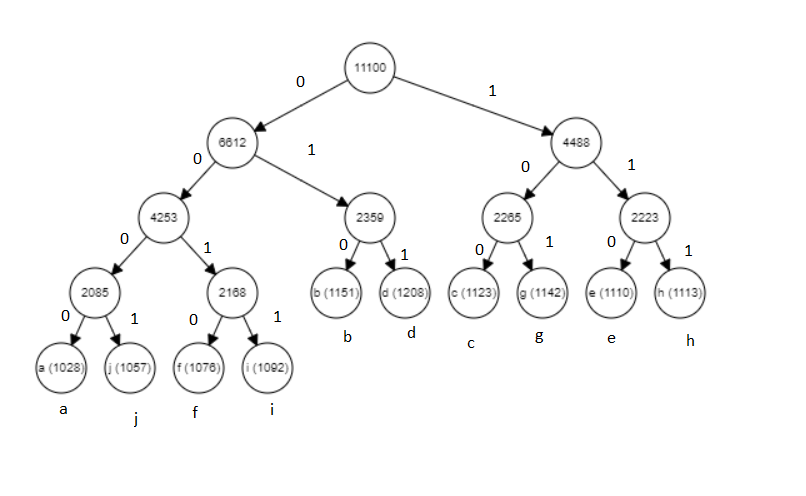 11100
0
1
6612
4488
0
1
0
1
4253
2359
2265
2223
0
1
0
1
0
1
0
1
2085
2168
b (1151)
d (1208)
c (1123)
g (1142)
e (1110)
h (1113)
0
1
0
1
b
d
c
g
e
h
a (1028)
j (1057)
f (1076)
i (1092)
a
j
f
i